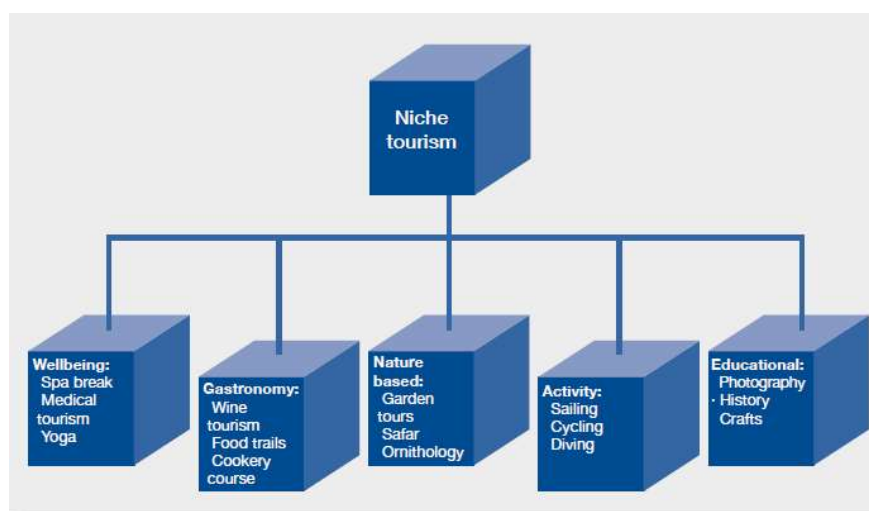 Niche
tourism
Wellbeing:
Spa break
Medical
tourism
Yoga
Gastronomy:
Wine
tourism
Food trails
Cookery
course
Nature
based:
Garden
tours
Safar
Ornithology
Activity:
Sailing
Cycling
Diving
Educational:
Photography
· History
Crafts